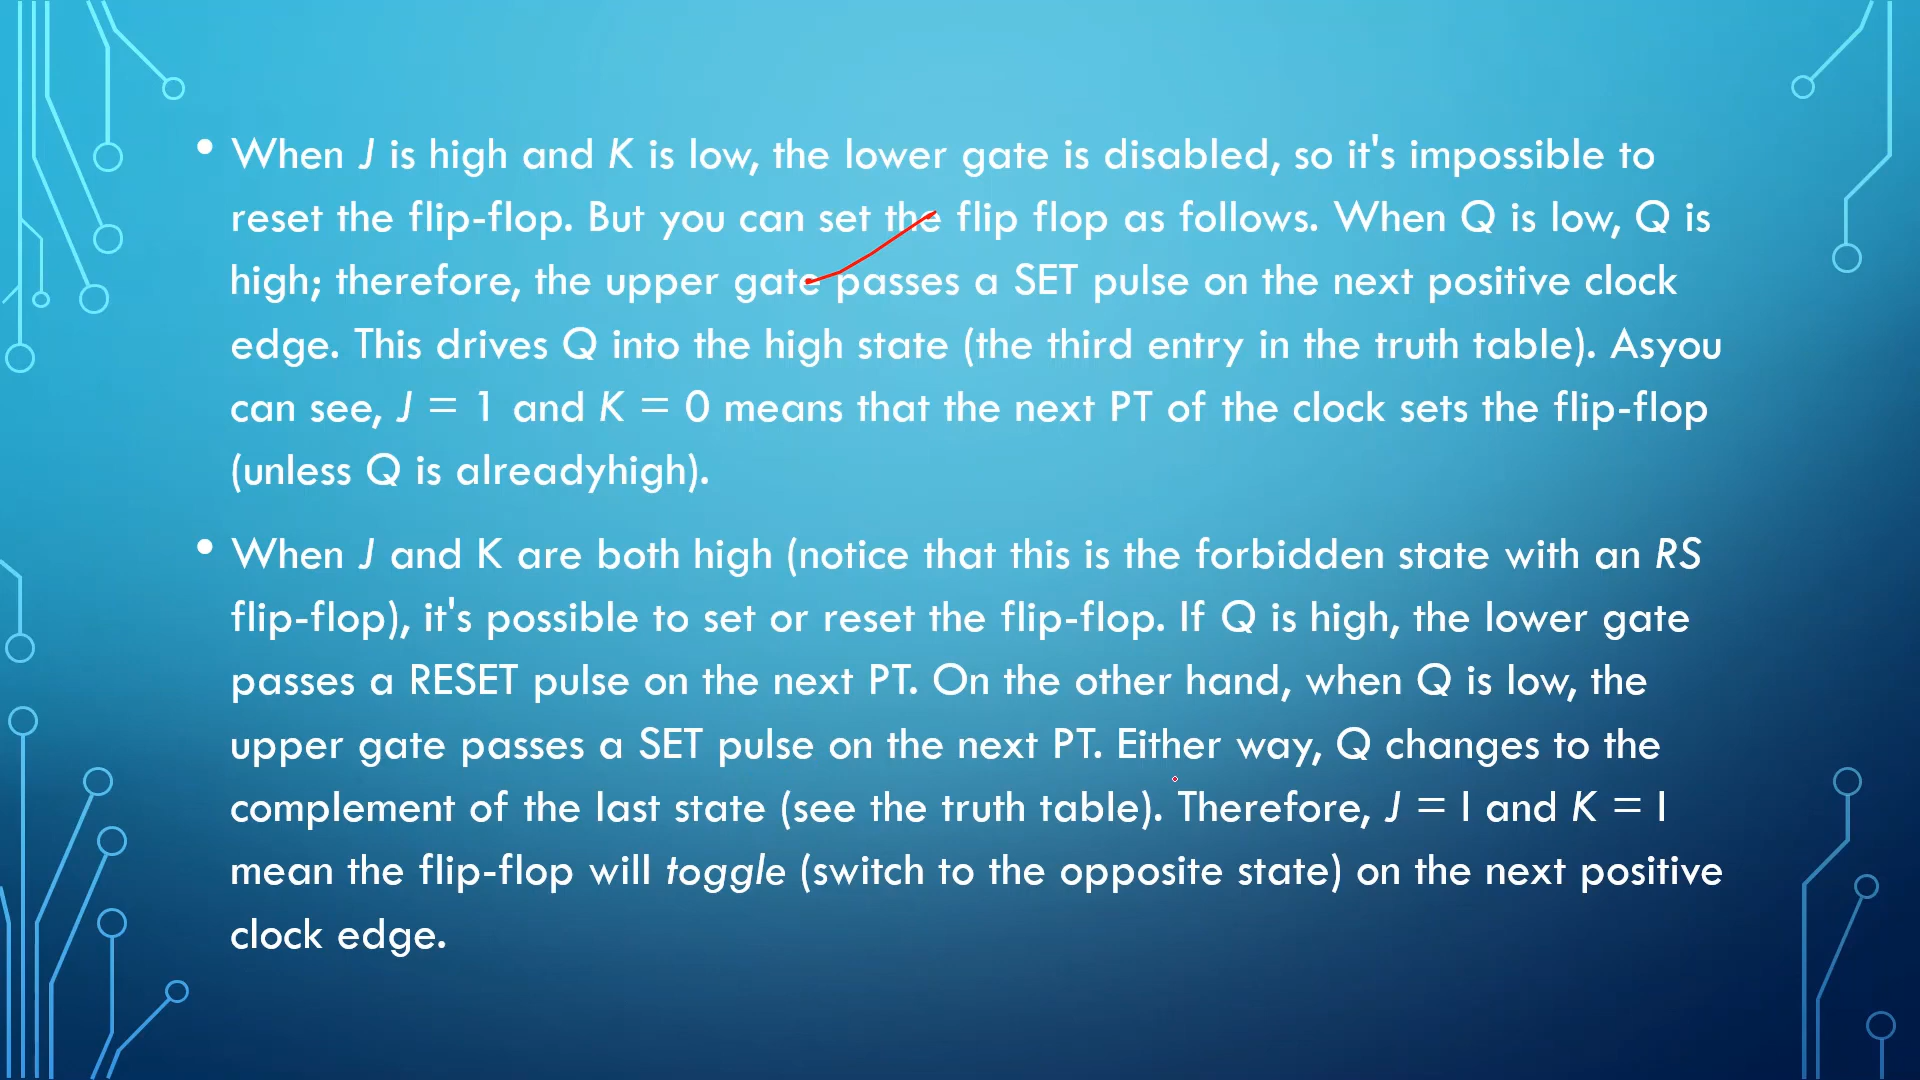 • When J is high and K is low, the lower gate is disabled, so it's impossible to
reset the flip-flop. But you can set the flip flop as follows. When Q is low, Q is
high; therefore, the upper gate passes a SET pulse on the next positive clock
edge. This drives Q into the high state (the third entry in the truth table). Asyou
can see, J = 1 and K = 0 means that the next PT of the clock sets the flip-flop
(unless Q is alreadyhigh).
• When J and K are both high (notice that this is the forbidden state with an RS
flip-flop), it's possible to set or reset the flip-flop. If Q is high, the lower gate
passes a RESET pulse on the next PT. On the other hand, when Q is low, the
upper gate passes a SET pulse on the next PT. Either way, Q changes to the
complement of the last state (see the truth table). Therefore, J = I and K = I
mean the flip-flop will toggle (switch to the opposite state) on the next positive
clock edge.